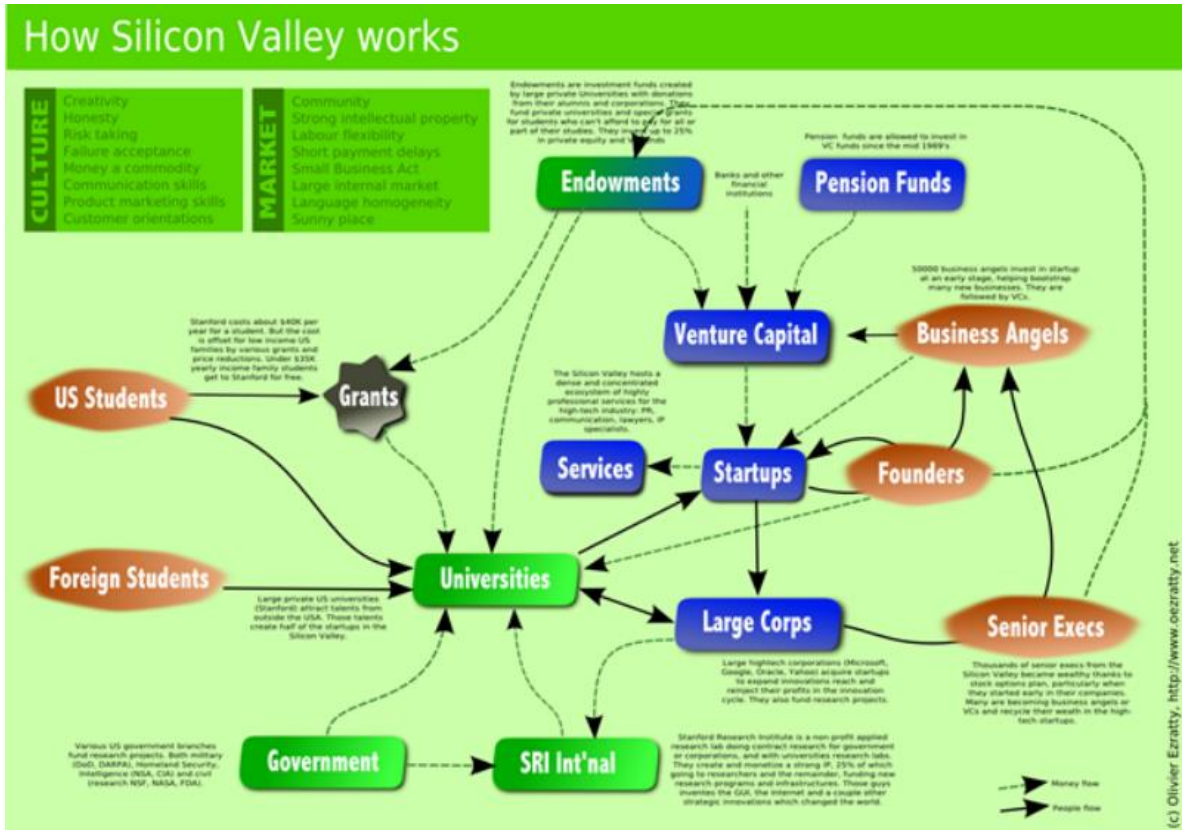 How Silicon Valley works
CULTURE
Creativity
Honesty
Risk taking
Failure acceptance
Money a commodity
Communication skills
Product marketing skills
Customer orientations
MARKET
Community
Strong intellectual property
Labour flexibility
Short payment delays
Small Business Act
Large internal market
Language homogeneity
Sunny place
Endowments are investment funds created
by large private Universities with donations
from their alumnis and corporations. They
fund private universities and special grants
for students who can't afford to pay for all or
part of their studies. They invest up to 25%
in private equity and
Endowments
Banks and other
financial
institutions
Pension funds are allowed to invest in
VC funds since the mid 1989's
Pension Funds
50000 business angels invest in startup
at an early stage, helping bootstrap
many new businesses. They are
followed by VCs.
Venture Capital
Business Angels
Stanford costs about $40K per
year for a student. But the cost
is offset for low income US
families by various grants and
price reductions. Under $35K
yearly income family students
get to Stanford for free.
US Students
Grants
The Silicon Valley hosts a
dense and concentrated
ecosystem of highly
professional services for the
high-tech industry: PR,
communication, lawyers, IP
specialists.
Services
Startups
Founders
Foreign Students
Large private US universities
(Stanford) attract talents from
outside the USA. Those talents
create half of the startups in the
Silicon Valley.
Universities
Large Corps
Large hightech corporations (Microsoft,
Google, Oracle, Yahoo) acquire startups
to expand innovations reach and
reinject their profits in the innovation
cycle. They also fund research projects.
Senior Execs
Thousands of senior execs from the
Silicon Valley became wealthy thanks to
stock options plan, particularly when
they started early in their companies.
Many are becoming business angels or
VCs and recycle their wealth in the high-
tech startups.
Various US government branches
fund research projects. Both military
(DoD, DARPA), Homeland Security,
Intelligence (NSA, CIA) and civil
(research NSF, NASA, FDA).
Government
SRI Int'nal
Stanford Research Institute is a non profit applied
research lab doing contract research for government
or corporations, and with universities research labs.
They create and monetize a strong IP, 25% of which
going to researchers and the remainder, funding new
research programs and infrastructures. Those guys
inventes the GUI, the Internet and a couple other
strategic innovations which changed the world.
Money flow
People flow
(c) Olivier Ezratty, http://www.oezratty.net